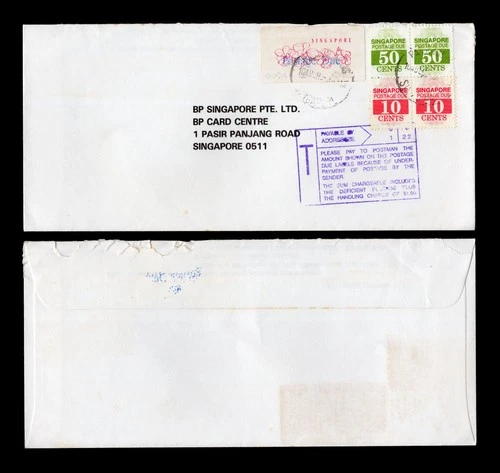 SINGAPORE
SINGAPORE
POSTAGE DUE
50
CENTS
SINGAPORE
POSTAGE DUE
50
CENTS
SINGAPORE
POSTAGE DUE
10
CENTS
SINGAPORE
POSTAGE DUE
10
CENTS
BP SINGAPORE PTE. LTD.
BP CARD CENTRE
1 PASIR PANJANG ROAD
SINGAPORE 0511
T
PAYABLE BY
ADDRESSEE
1 22
PLEASE PAY TO POSTMAN THE
AMOUNT SHOWN ON THE POSTAGE
DUE LABELS BECAUSE OF UNDER-
PAYMENT OF POSTAGE BY THE
SENDER.
THE SUM CHARGEABLE INCLUDES
THE DEFICIENT POSTAGE PLUS
THE HANDLING CHARGE OF